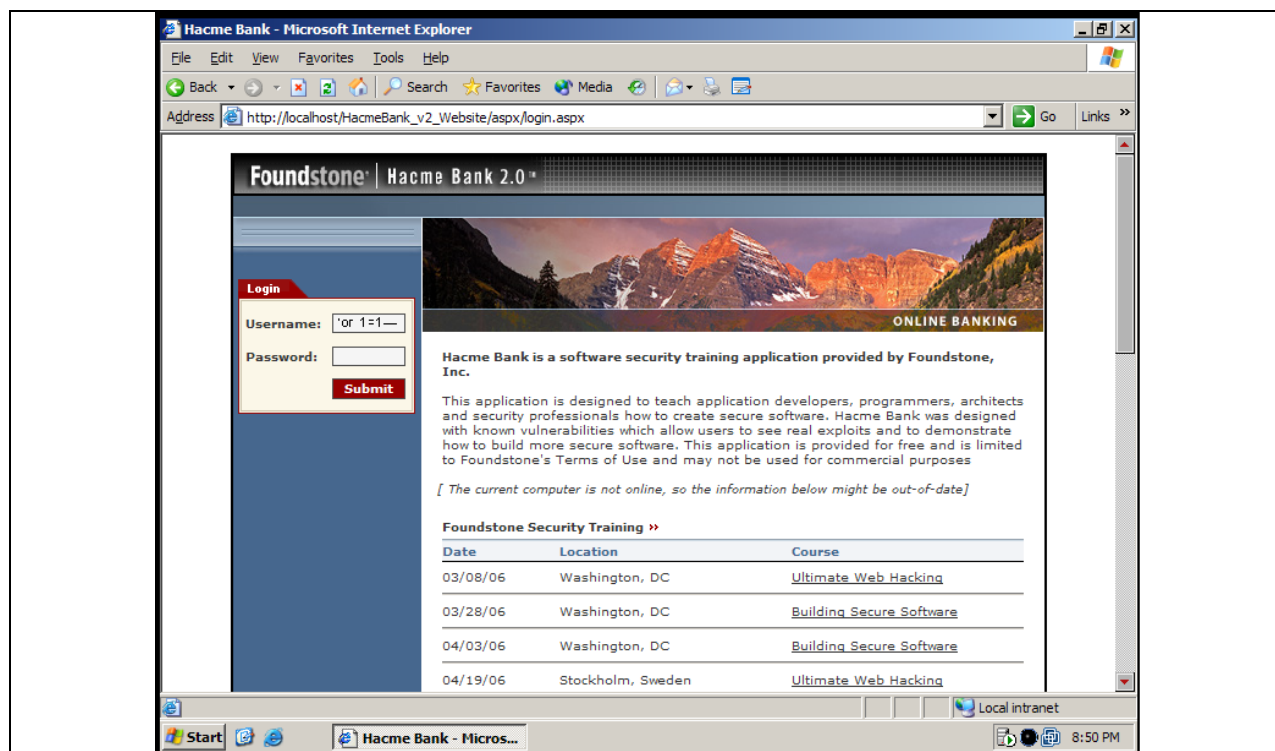 Hacme Bank - Microsoft Internet Explorer
File Edit View Favorites Tools Help
Back Search Favorites Media
Address http://localhost/HacmeBank_v2_Website/aspx/login.aspx Go Links »
Foundstone | Hacme Bank 2.0 ™
ONLINE BANKING
Login
Username: 'or 1=1—
Password:
Submit
Hacme Bank is a software security training application provided by Foundstone,
Inc.
This application is designed to teach application developers, programmers, architects
and security professionals how to create secure software. Hacme Bank was designed
with known vulnerabilities which allow users to see real exploits and to demonstrate
how to build more secure software. This application is provided for free and is limited
to Foundstone's Terms of Use and may not be used for commercial purposes
[ The current computer is not online, so the information below might be out-of-date]
Foundstone Security Training »
Date Location Course
03/08/06 Washington, DC Ultimate Web Hacking
03/28/06 Washington, DC Building Secure Software
04/03/06 Washington, DC Building Secure Software
04/19/06 Stockholm, Sweden Ultimate Web Hacking
Local intranet
Start Hacme Bank - Micros... 8:50 PM